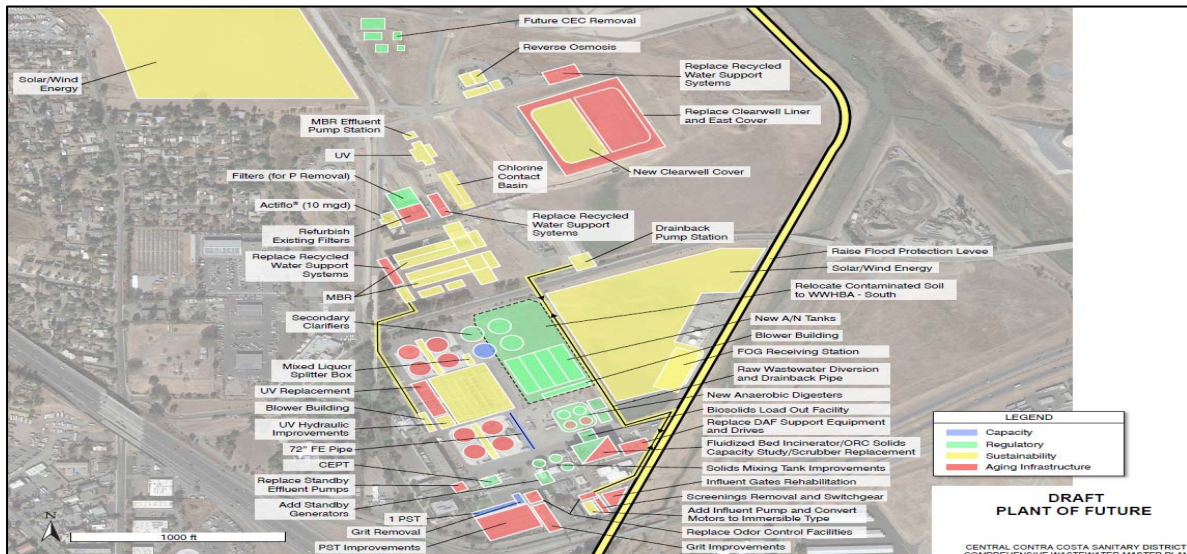 Future CEC Removal
Reverse Osmosis
Replace Recycled
Water Support
Systems
Solar/Wind
Energy
Replace Clearwell Liner
and East Cover
MBR Effluent
Pump Station
UV
Chlorine
Contact
Basin
New Clearwell Cover
Filters (for P Removal)
Actiflo® (10 mgd)
Refurbish
Existing Filters
Replace Recycled
Water Support
Systems
Drainback
Pump Station
Replace Recycled
Water Support
Systems
MBR
Raise Flood Protection Levee
Solar/Wind Energy
Relocate Contaminated Soil
to WWHBA - South
Secondary
Clarifiers
New A/N Tanks
Blower Building
FOG Receiving Station
Mixed Liquor
Splitter Box
Raw Wastewater Diversion
and Drainback Pipe
UV Replacement
New Anaerobic Digesters
Blower Building
Biosolids Load Out Facility
UV Hydraulic
Improvements
Replace DAF Support Equipment
and Drives
72" FE Pipe
Fluidized Bed Incinerator/ORC Solids
Capacity Study/Scrubber Replacement
CEPT
Solids Mixing Tank Improvements
Replace Standby
Effluent Pumps
Influent Gates Rehabilitation
Screenings Removal and Switchgear
Add Standby
Generators
Add Influent Pump and Convert
Motors to Immersible Type
1 PST
Replace Odor Control Facilities
Grit Removal
PST Improvements
Grit Improvements
N
1000 ft
LEGEND
Capacity
Regulatory
Sustainability
Aging Infrastructure
DRAFT
PLANT OF FUTURE
CENTRAL CONTRA COSTA SANITARY DISTRICT
COMPREHENSIVE WASTEWATER MASTER PLAN